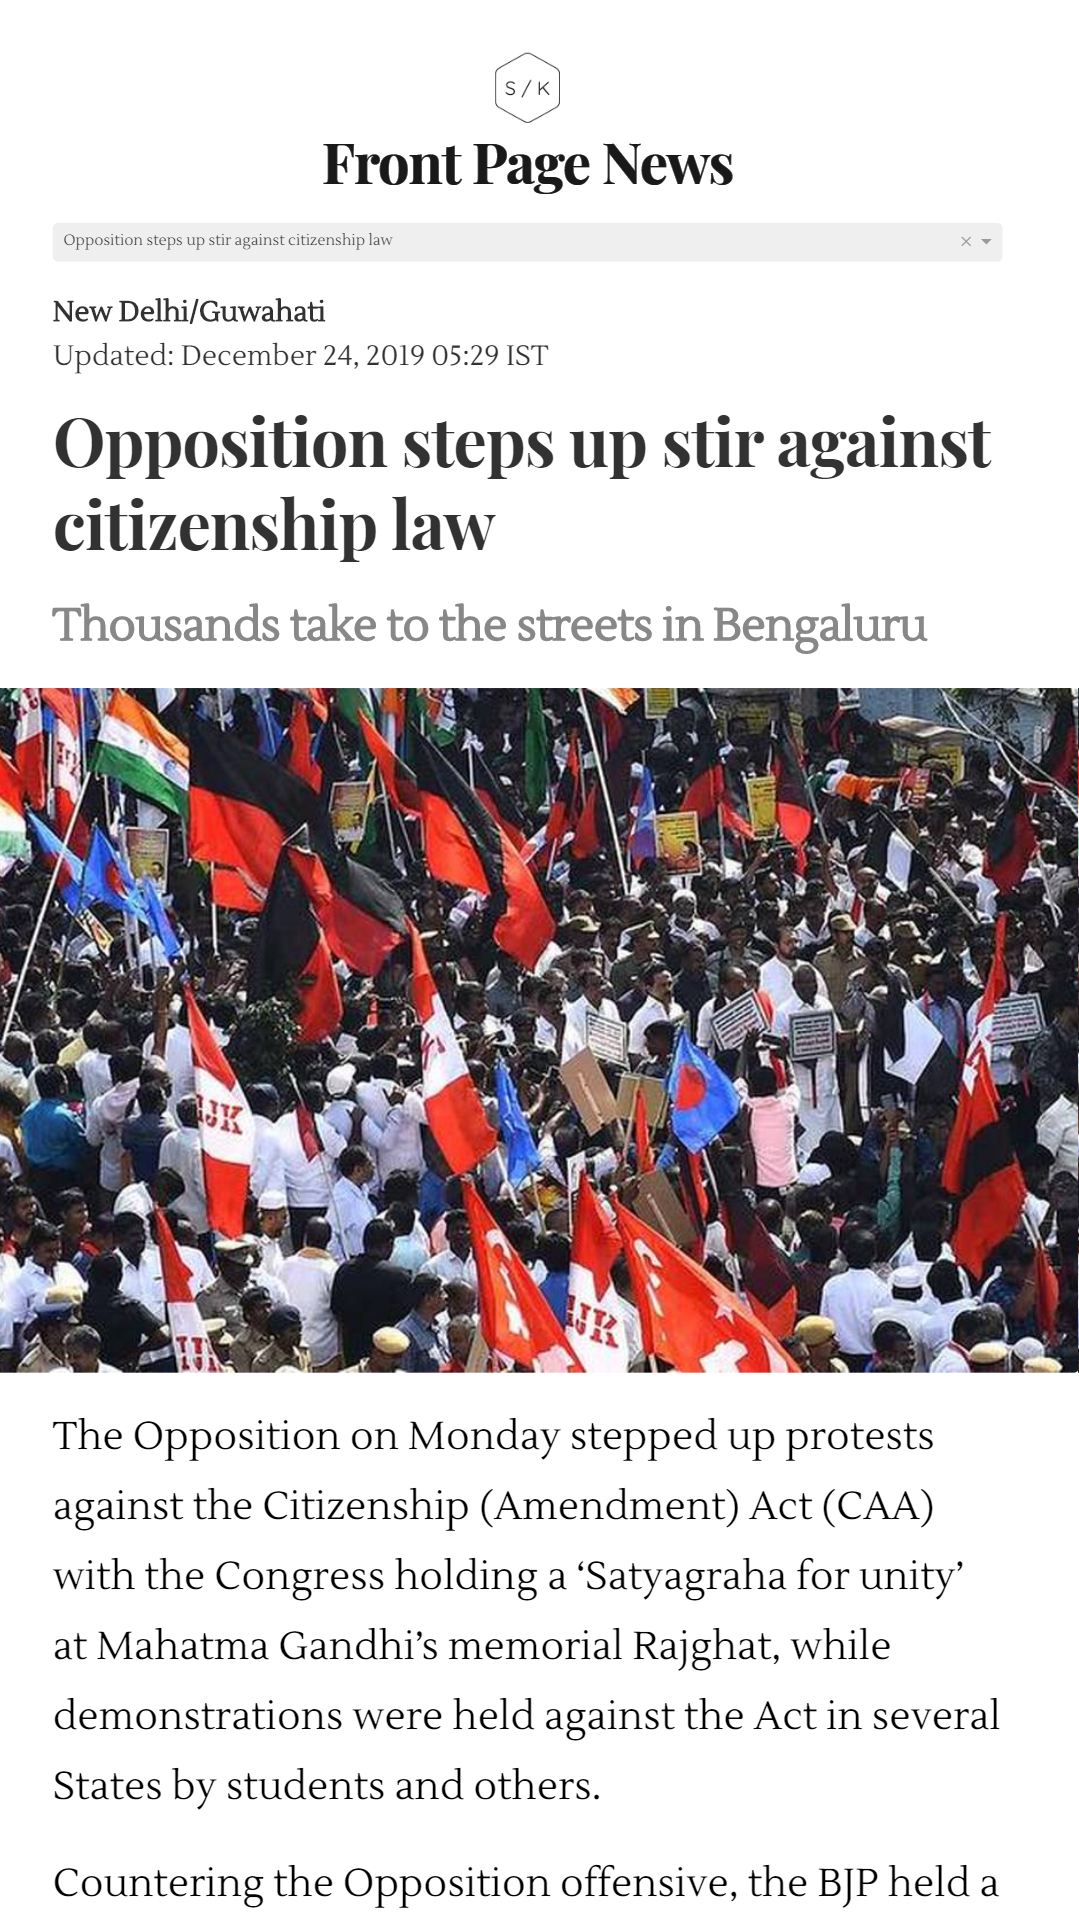 S / K
Front Page News
Opposition steps up stir against citizenship law
New Delhi/Guwahati
Updated: December 24, 2019 05:29 IST
Opposition steps up stir against
citizenship law
Thousands take to the streets in Bengaluru
IJK
IJK
The Opposition on Monday stepped up protests
against the Citizenship (Amendment) Act (CAA)
with the Congress holding a ‘Satyagraha for unity’
at Mahatma Gandhi’s memorial Rajghat, while
demonstrations were held against the Act in several
States by students and others.
Countering the Opposition offensive, the BJP held a